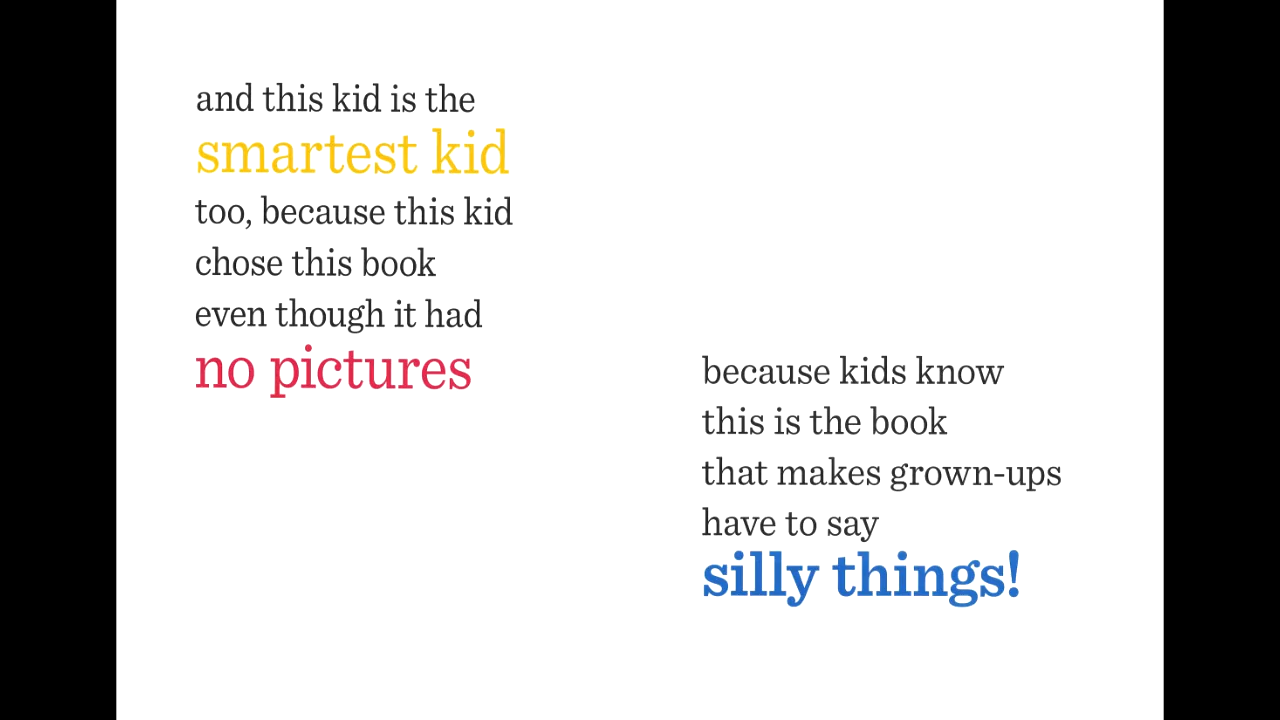 and this kid is the
smartest kid
too, because this kid
chose this book
even though it had
no pictures
because kids know
this is the book
that makes grown-ups
have to say
silly things!